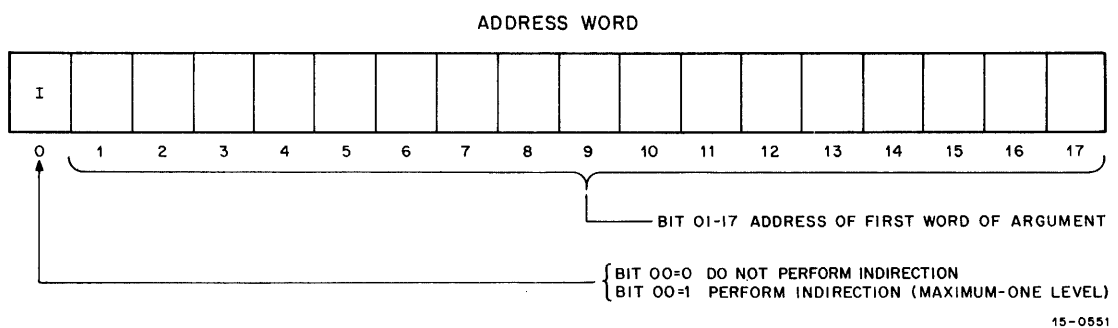 ADDRESS WORD
I
0 1 2 3 4 5 6 7 8 9 10 11 12 13 14 15 16 17
BIT 01-17 ADDRESS OF FIRST WORD OF ARGUMENT
BIT 00=0 DO NOT PERFORM INDIRECTION
BIT 00=1 PERFORM INDIRECTION (MAXIMUM-ONE LEVEL)
15-0551